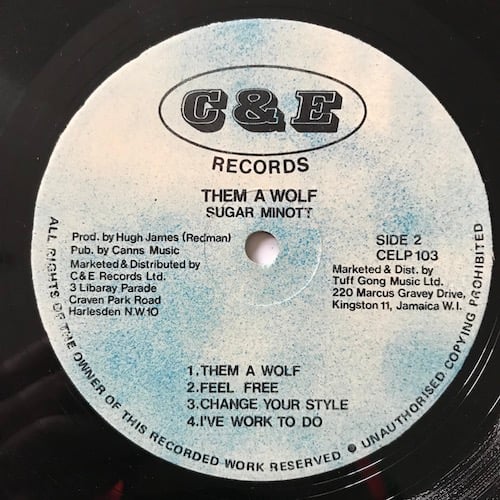 C&E
RECORDS
THEM A WOLF
SUGAR MINOTT
Prod. by Hugh James (Redman)
Pub. by Canns Music
Marketed & Distributed by
C&E Records Ltd.
3 Libaray Parade
Craven Park Road
Harlesden N.W10
SIDE 2
CELP 103
Marketed & Dist. by
Tuff Gong Music Ltd.
220 Marcus Gravey Drive,
Kingston 11, Jamaica W.I.
1. THEM A WOLF
2. FEEL FREE
3. CHANGE YOUR STYLE
4. I'VE WORK TO DO
ALL RIGHTS OF THE OWNER OF THIS RECORDED WORK RESERVED ● UNAUTHORISED COPYING PROHIBITED